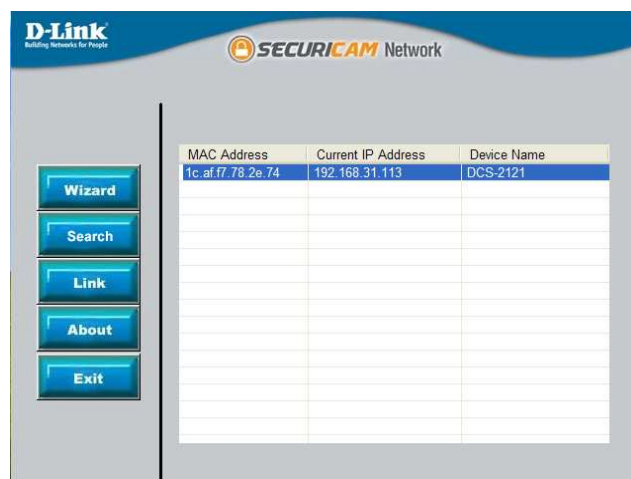 D-Link
Building Networks for People
SECURICAM Network
MAC Address Current IP Address Device Name
1c.af.f7.78.2e.74 192.168.31.113 DCS-2121
Wizard
Search
Link
About
Exit